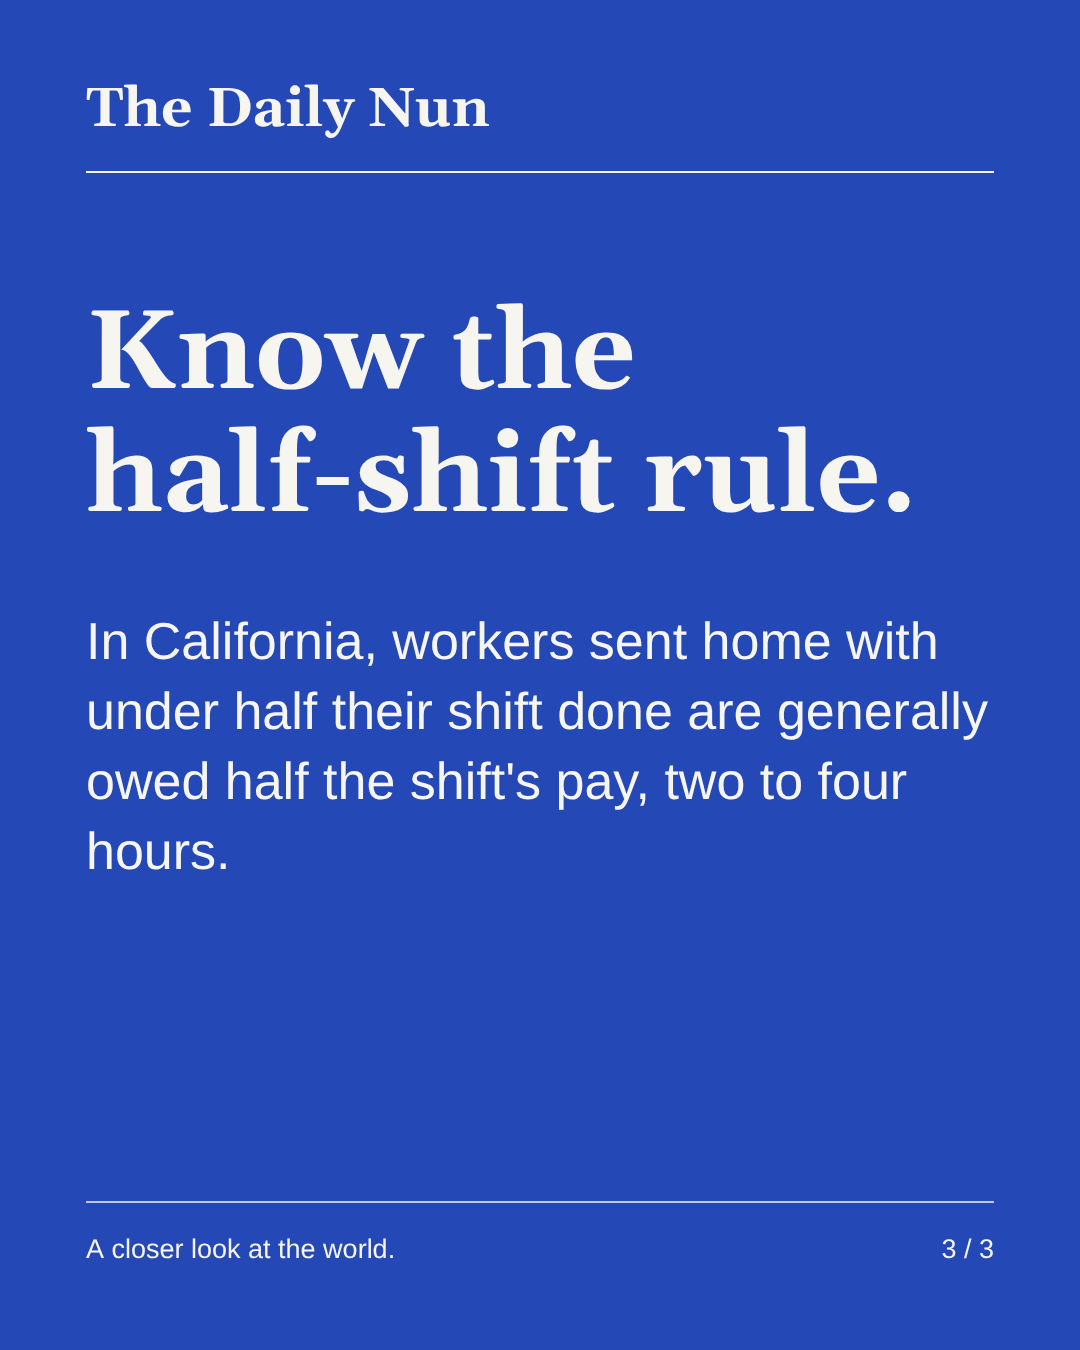 The Daily Nun
Know the
half-shift rule.
In California, workers sent home with
under half their shift done are generally
owed half the shift's pay, two to four
hours.
A closer look at the world.
3 / 3